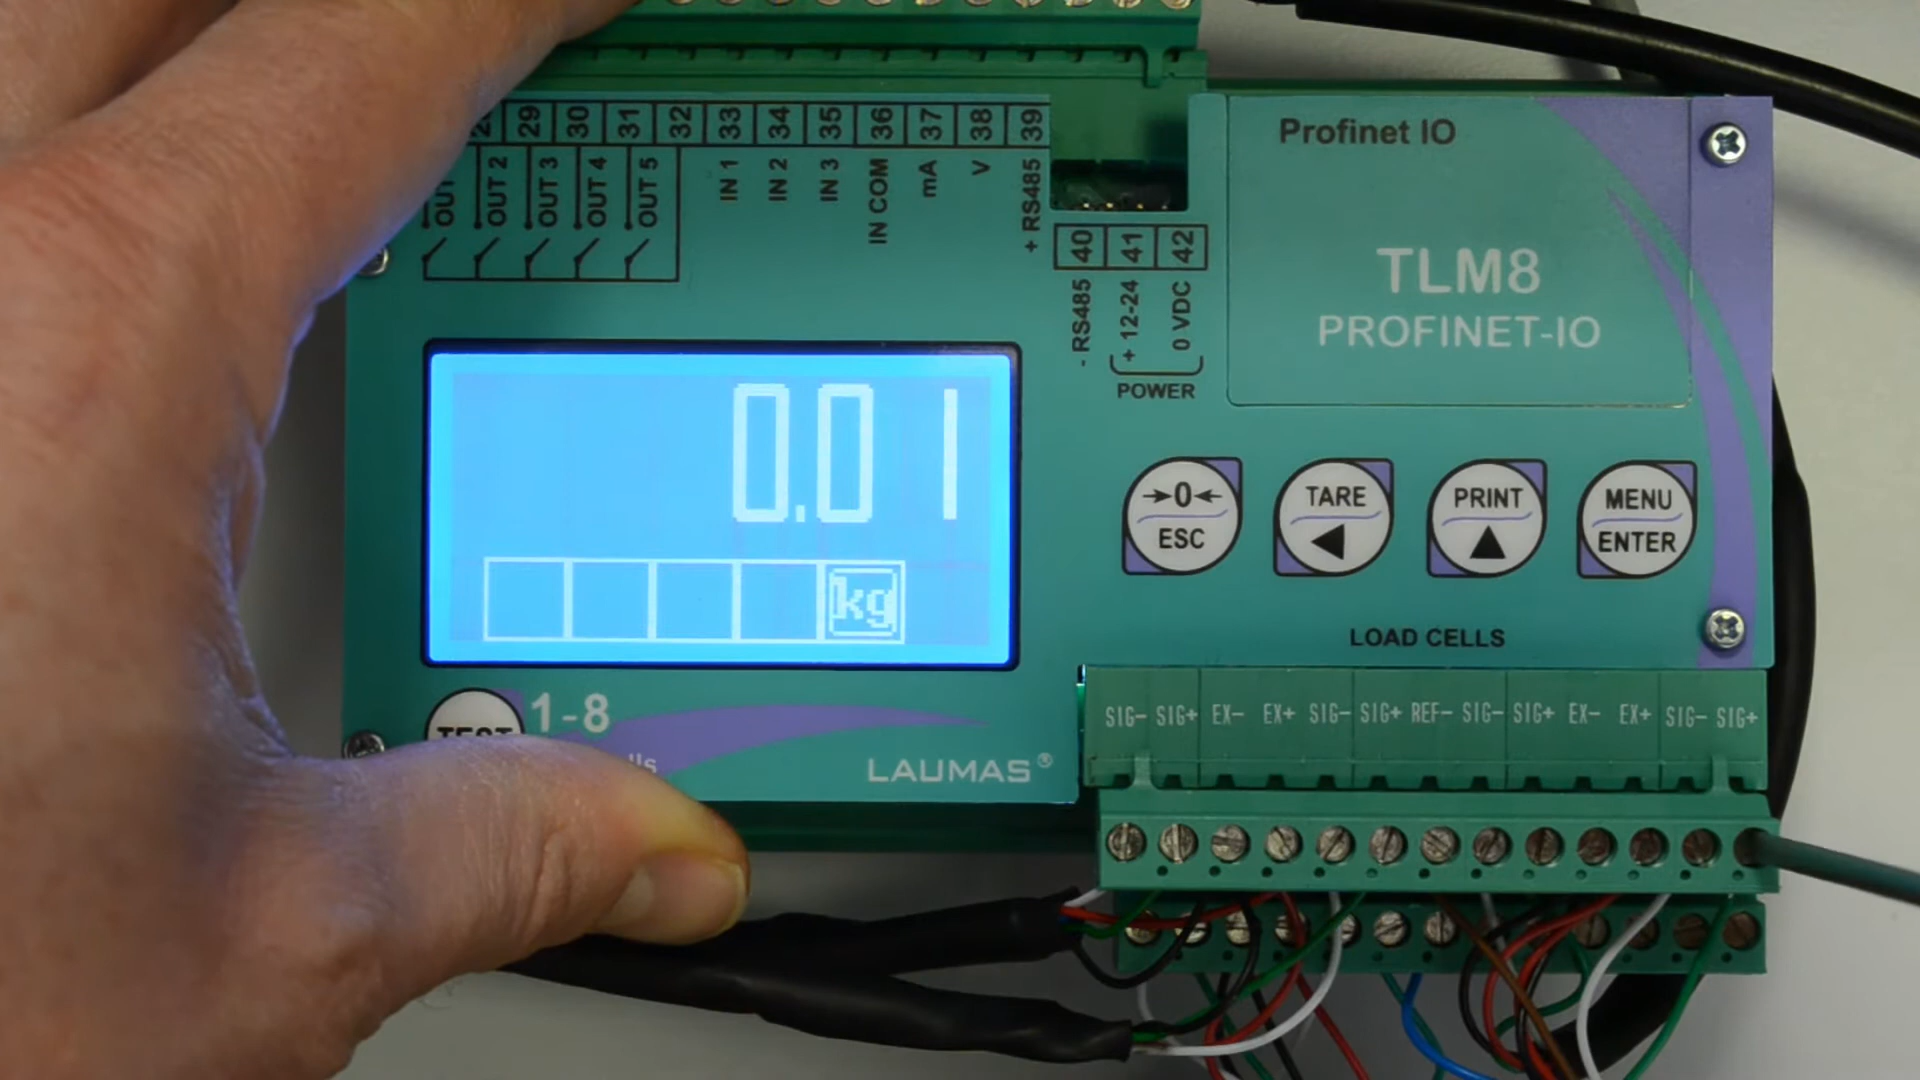 29 30 31 32 33 34 35 36 37 38 39
OUT 2 OUT 3 OUT 4 OUT 5 IN 1 IN 2 IN 3 IN COM mA V + RS485
40 41 42
- RS485 + 12-24 0 VDC
POWER
Profinet IO
TLM8
PROFINET-IO
0.01
kg
→0←
ESC
TARE
PRINT
MENU
ENTER
LOAD CELLS
TEST 1-8
LAUMAS®
SIG- SIG+ EX- EX+ SIG- SIG+ REF- SIG- SIG+ EX- EX+ SIG- SIG+